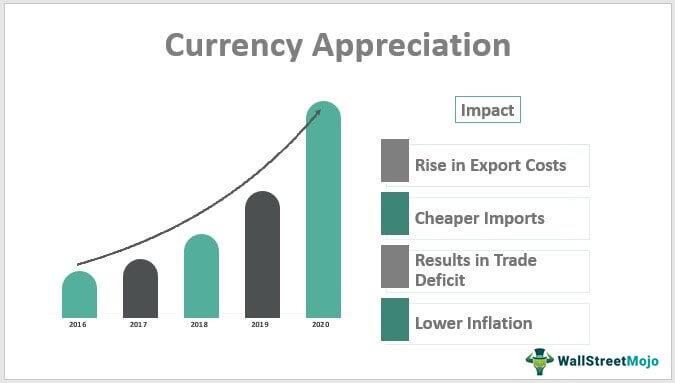 Currency Appreciation
2016 2017 2018 2019 2020
Impact
Rise in Export Costs
Cheaper Imports
Results in Trade
Deficit
Lower Inflation
WallStreetMojo